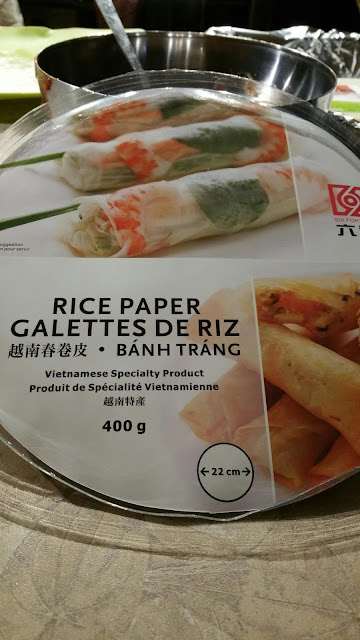 六
RICE PAPER
GALETTES DE RIZ
越南春卷皮 • BÁNH TRÁNG
Vietnamese Specialty Product
Produit de Spécialité Vietnamienne
越南特產
400 g
22 cm